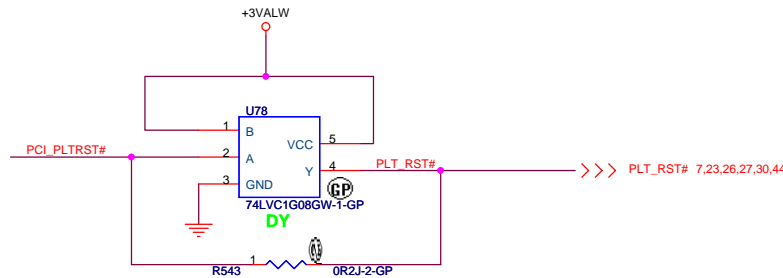 +3VALW
U78
1
B
VCC
5
PCI_PLTRST#
2
A
Y
4
PLT_RST#
PLT_RST# 7,23,26,27,30,44
3
GND
GP
74LVC1G08GW-1-GP
DY
R543
1
0R2J-2-GP